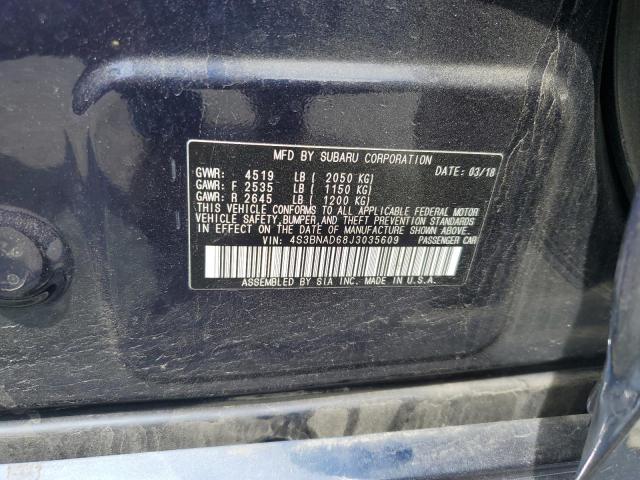 MFD BY SUBARU CORPORATION
GVWR: 4519 LB ( 2050 KG) DATE: 03/18
GAWR: F 2535 LB ( 1150 KG)
GAWR: R 2645 LB ( 1200 KG)
THIS VEHICLE CONFORMS TO ALL APPLICABLE FEDERAL MOTOR
VEHICLE SAFETY, BUMPER, AND THEFT PREVENTION STANDARDS
IN EFFECT ON THE DATE OF MANUFACTURE SHOWN ABOVE.
VIN: 4S3BNAD68J3035609 PASSENGER CAR
ASSEMBLED BY SIA INC. MADE IN U.S.A.